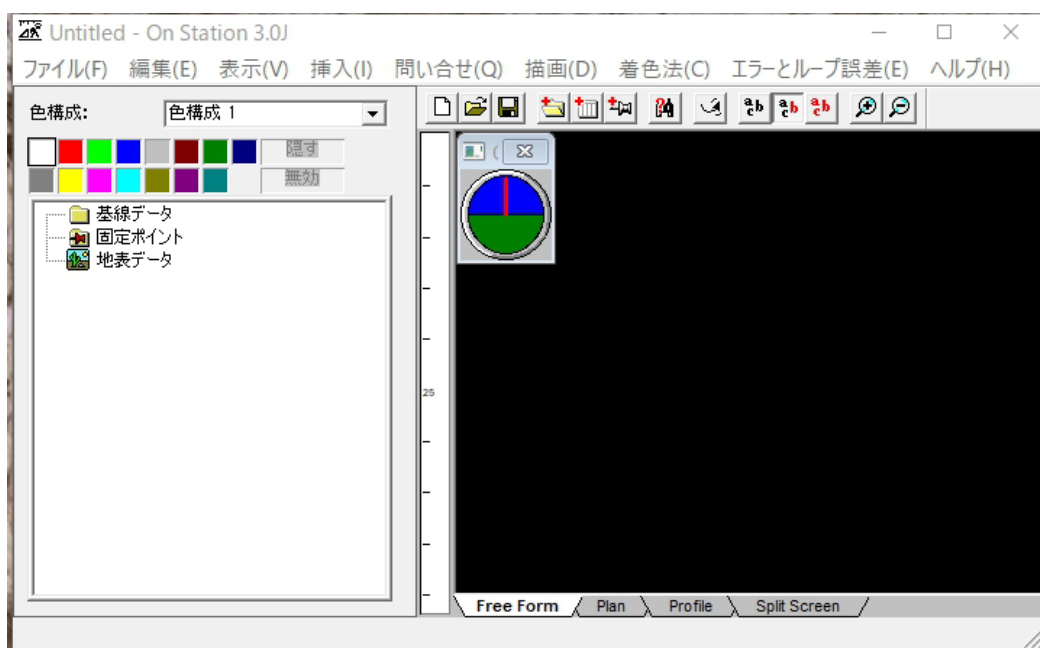 Untitled - On Station 3.0J
ファイル(F) 編集(E) 表示(V) 挿入(I) 問い合せ(Q) 描画(D) 着色法(C) エラーとループ誤差(E) ヘルプ(H)
色構成: 色構成 1
隠す
無効
基線データ
固定ポイント
地表データ
a b c a b c a b c
(
25
Free Form Plan Profile Split Screen